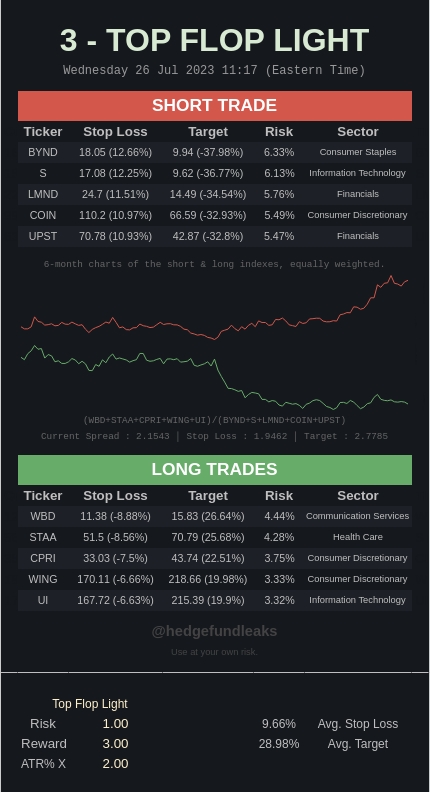 3 - TOP FLOP LIGHT
Wednesday 26 Jul 2023 11:17 (Eastern Time)
SHORT TRADE
Ticker Stop Loss Target Risk Sector
BYND 18.05 (12.66%) 9.94 (-37.98%) 6.33% Consumer Staples
S 17.08 (12.25%) 9.62 (-36.77%) 6.13% Information Technology
LMND 24.7 (11.51%) 14.49 (-34.54%) 5.76% Financials
COIN 110.2 (10.97%) 66.59 (-32.93%) 5.49% Consumer Discretionary
UPST 70.78 (10.93%) 42.87 (-32.8%) 5.47% Financials
6-month charts of the short & long indexes, equally weighted.
(WBD+STAA+CPRI+WING+UI)/(BYND+S+LMND+COIN+UPST)
Current Spread : 2.1543 | Stop Loss : 1.9462 | Target : 2.7785
LONG TRADES
Ticker Stop Loss Target Risk Sector
WBD 11.38 (-8.88%) 15.83 (26.64%) 4.44% Communication Services
STAA 51.5 (-8.56%) 70.79 (25.68%) 4.28% Health Care
CPRI 33.03 (-7.5%) 43.74 (22.51%) 3.75% Consumer Discretionary
WING 170.11 (-6.66%) 218.66 (19.98%) 3.33% Consumer Discretionary
UI 167.72 (-6.63%) 215.39 (19.9%) 3.32% Information Technology
@hedgefundleaks
Use at your own risk.
Top Flop Light
Risk 1.00 9.66% Avg. Stop Loss
Reward 3.00 28.98% Avg. Target
ATR% X 2.00